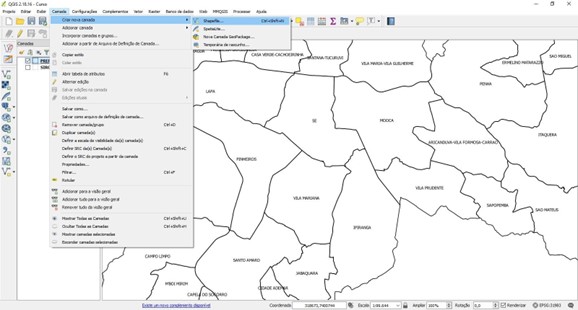 QGIS 2.18.16 - Curso
Projeto Editar Exibir Camada Configurações Complementos Vetor Raster Banco de dados Web MMQGIS Processar Ajuda
Criar nova camada
Adicionar camada
Incorporar camadas e grupos...
Adicionar a partir de Arquivo de Definição de Camada...
Copiar estilo
Colar estilo
Abrir tabela de atributos F6
Alternar edição
Salvar edições na camada
Edições atuais
Salvar como...
Salvar como arquivo de definição de camada...
Remover camada/grupo Ctrl+D
Duplicar camada(s)
Definir a escala de visibilidade da(s) camada(s)
Definir SRC da(s) Camada(s) Ctrl+Shift+C
Definir SRC do projeto a partir da camada
Propriedades...
Filtrar... Ctrl+F
Rotular
Adicionar para a visão geral
Adicionar tudo para a visão geral
Remover tudo da visão geral
Mostrar Todas as Camadas Ctrl+Shift+U
Ocultar Todas as Camadas Ctrl+Shift+H
Mostrar camadas selecionadas
Esconder camadas selecionadas
Shapefile... Ctrl+Shift+N
SpatiaLite...
Nova Camada GeoPackage...
Temporária de rascunho...
Camadas
CASA VERDE-CACHOEIRINHA
SANTANA-TUCURUVI
VILA MARIA-VILA GUILHERME
ERMELINO MATARAZZO
SAO MIGUEL
PENHA
LAPA
SE
MOOCA
ITAQUERA
ARICANDUVA-VILA FORMOSA-CARRAO
PINHEIROS
VILA PRUDENTE
VILA MARIANA
SAPOPEMBA
SAO MATEUS
IPIRANGA
CAMPO LIMPO
SANTO AMARO
JABAQUARA
M'BOI MIRIM
CIDADE ADEMAR
CAPELA DO SOCORRO
Existe um novo complemento disponível
Coordenada Escala Ampliar 100% Rotação 0,0 Renderizar